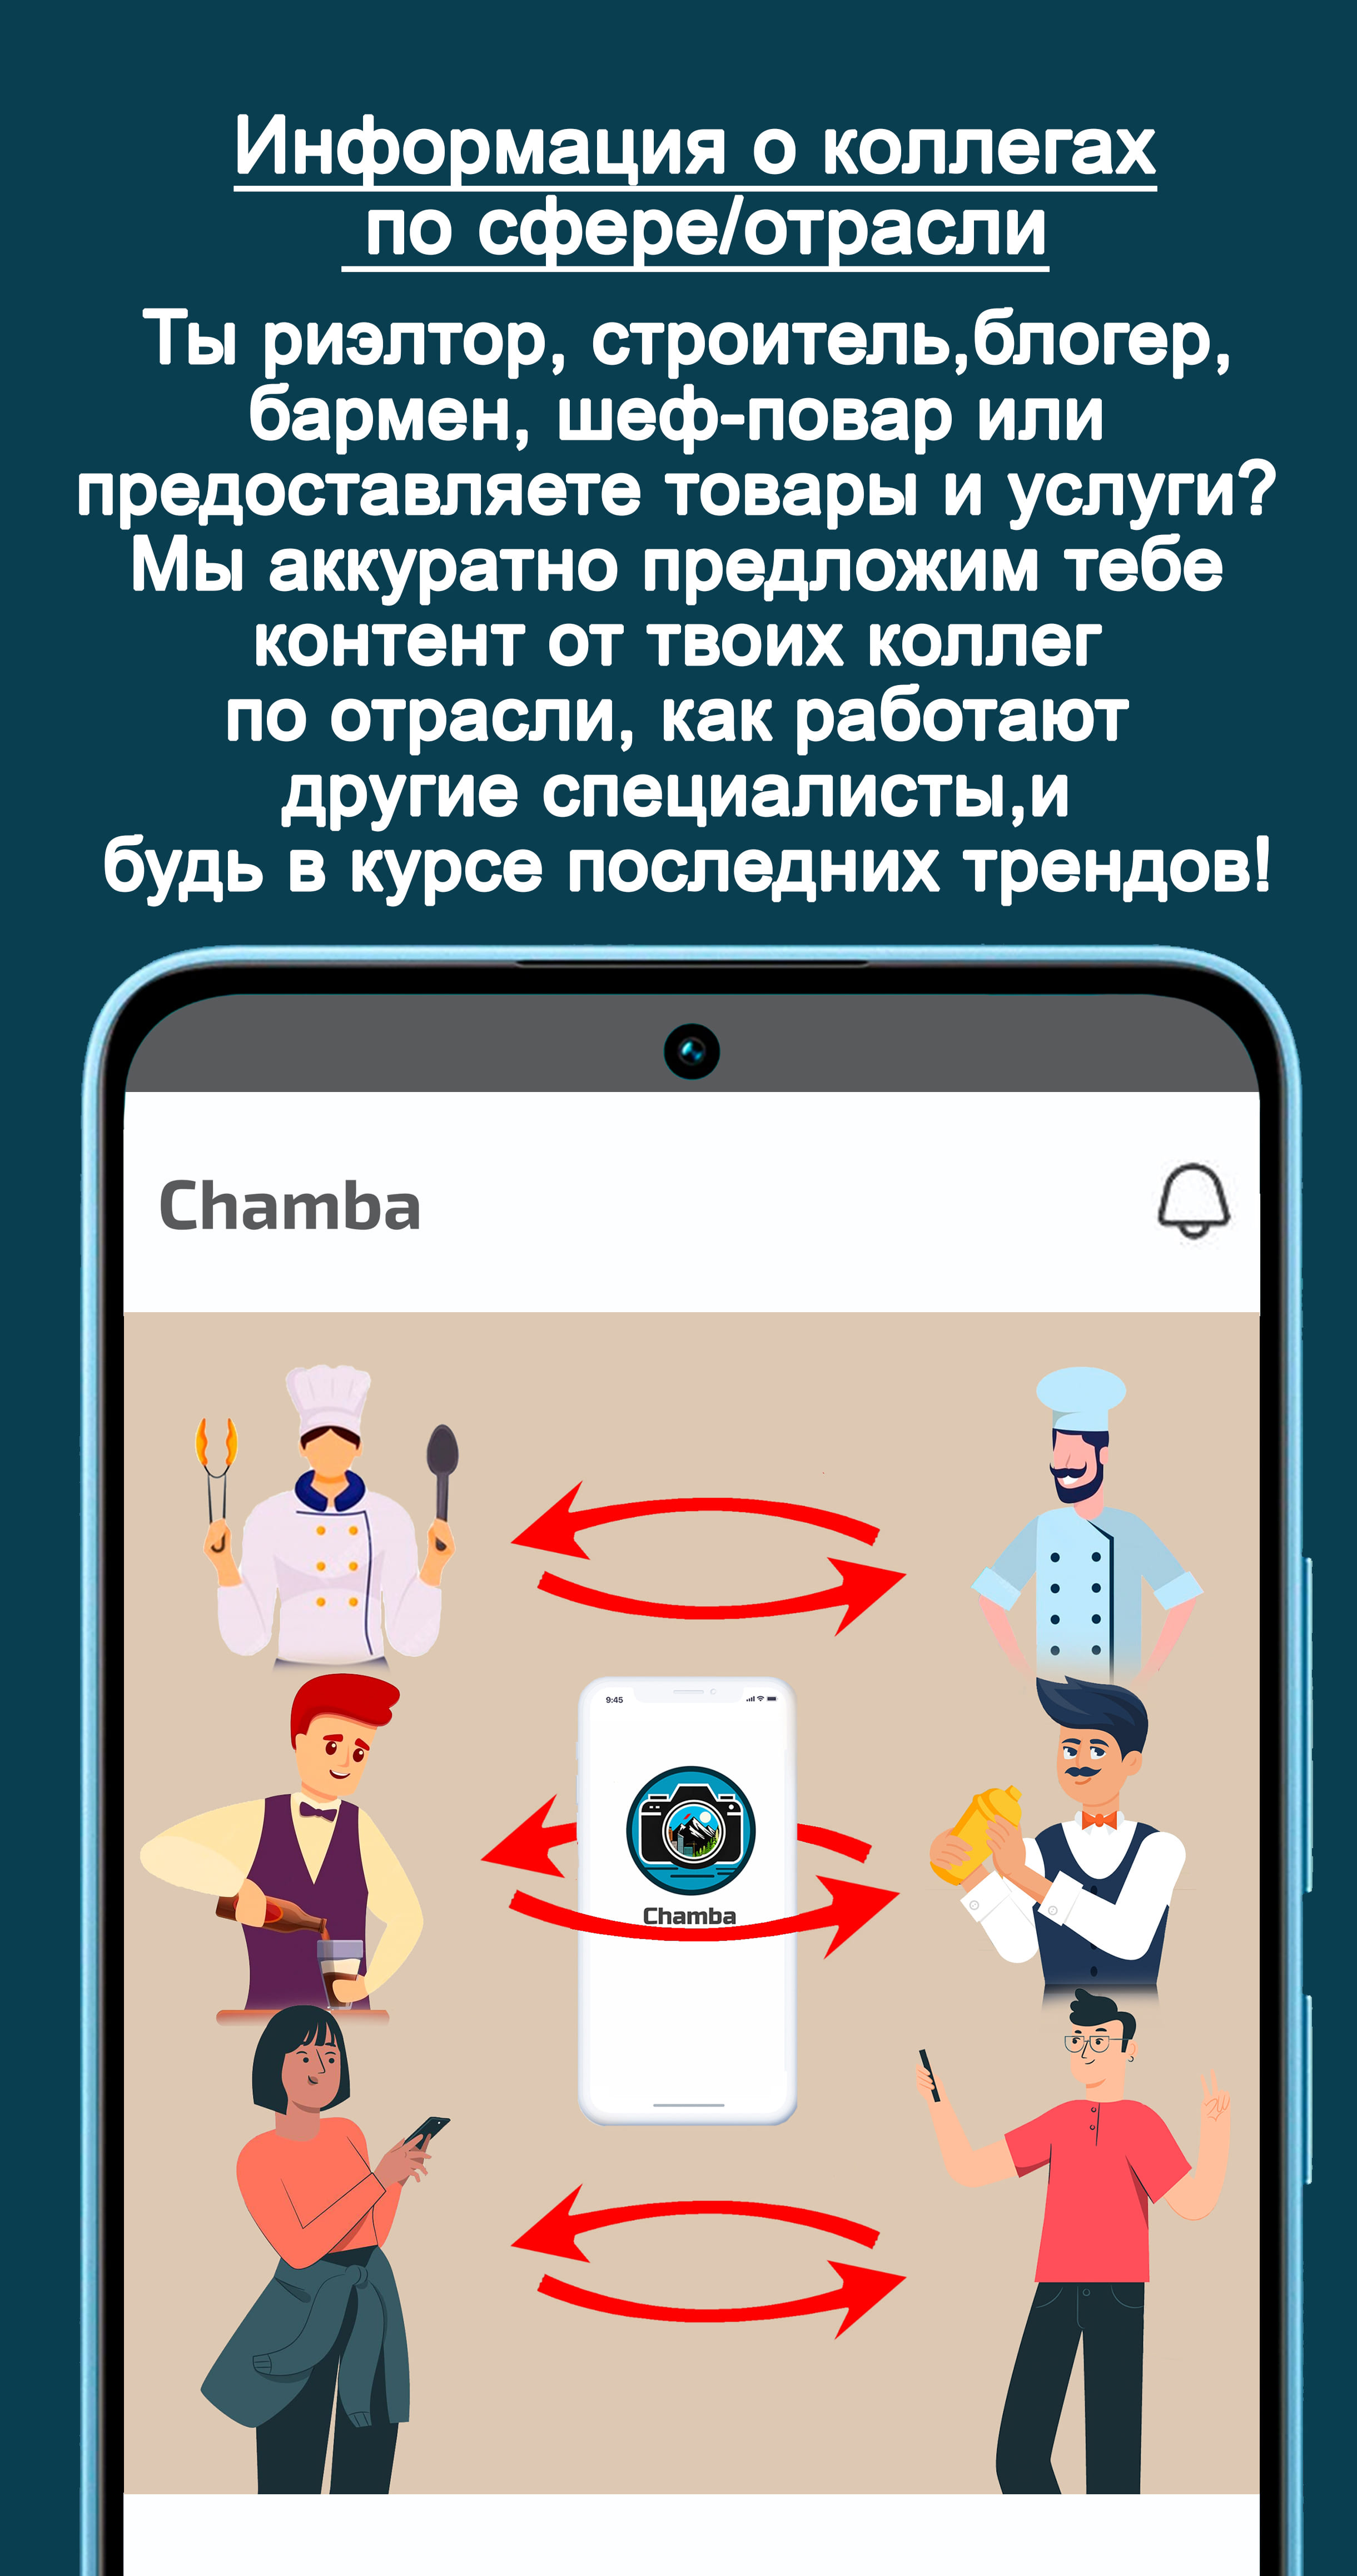 Информация о коллегах
по сфере/отрасли
Ты риэлтор, строитель,блогер,
бармен, шеф-повар или
предоставляете товары и услуги?
Мы аккуратно предложим тебе
контент от твоих коллег
по отрасли, как работают
другие специалисты,и
будь в курсе последних трендов!
Chamba
9:45
Chamba